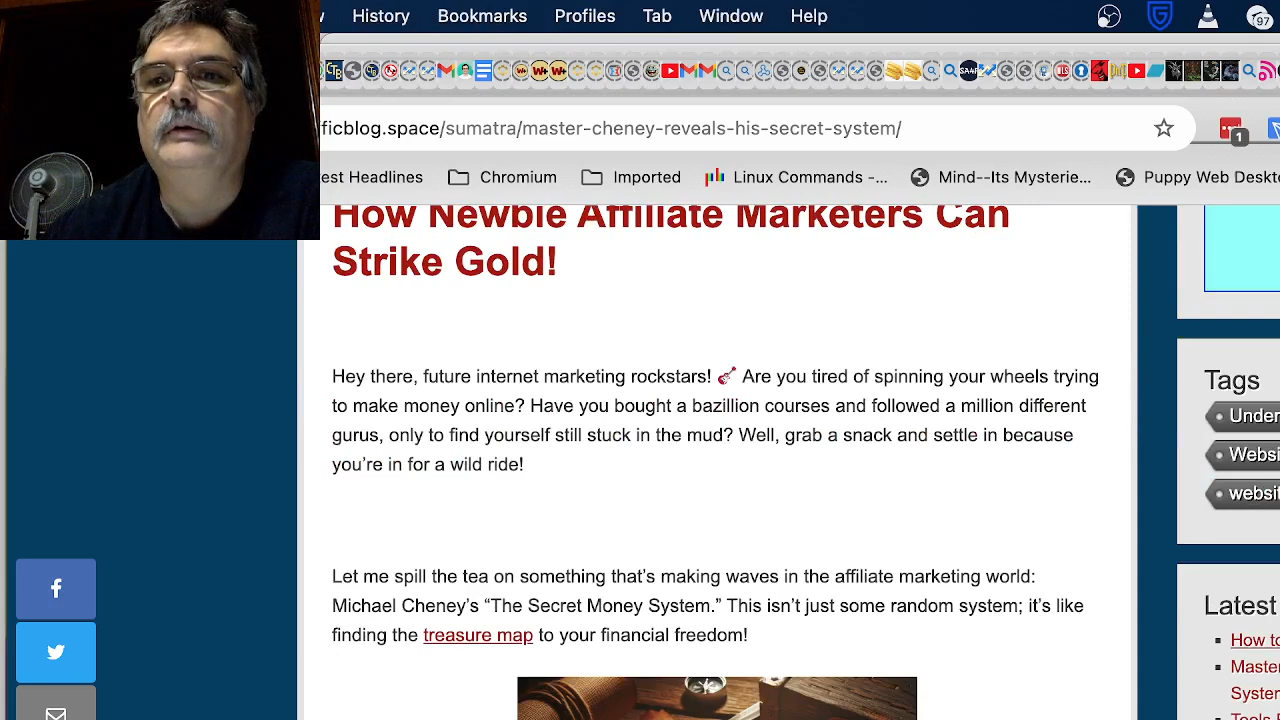 History Bookmarks Profiles Tab Window Help
97
ficblog.space/sumatra/master-cheney-reveals-his-secret-system/
1
est Headlines Chromium Imported Linux Commands -... Mind--Its Mysterie... Puppy Web Deskt
How Newbie Affiliate Marketers Can
Strike Gold!
Hey there, future internet marketing rockstars! 🎸 Are you tired of spinning your wheels trying
to make money online? Have you bought a bazillion courses and followed a million different
gurus, only to find yourself still stuck in the mud? Well, grab a snack and settle in because
you’re in for a wild ride!
Let me spill the tea on something that’s making waves in the affiliate marketing world:
Michael Cheney’s “The Secret Money System.” This isn’t just some random system; it’s like
finding the treasure map to your financial freedom!
Tags
Under
Websi
websit
Latest
How to
Master
System